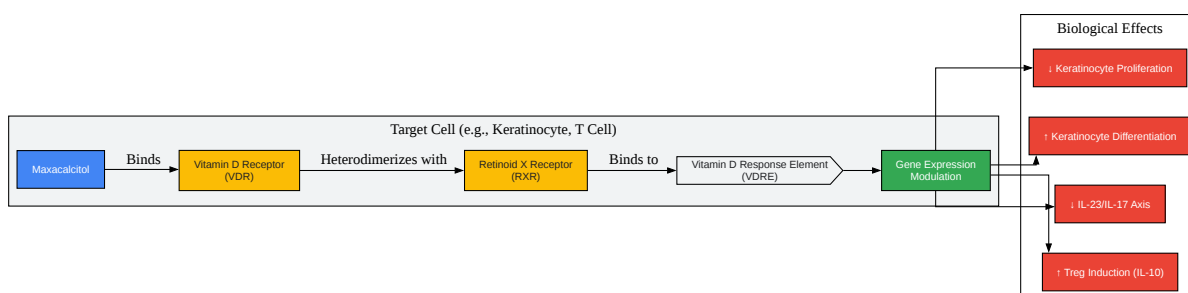 Biological Effects
↓ Keratinocyte Proliferation
Target Cell (e.g., Keratinocyte, T Cell)
↑ Keratinocyte Differentiation
Maxacalcitol
Binds
Vitamin D Receptor
(VDR)
Heterodimerizes with
Retinoid X Receptor
(RXR)
Binds to
Vitamin D Response Element
(VDRE)
Gene Expression
Modulation
↓ IL-23/IL-17 Axis
↑ Treg Induction (IL-10)